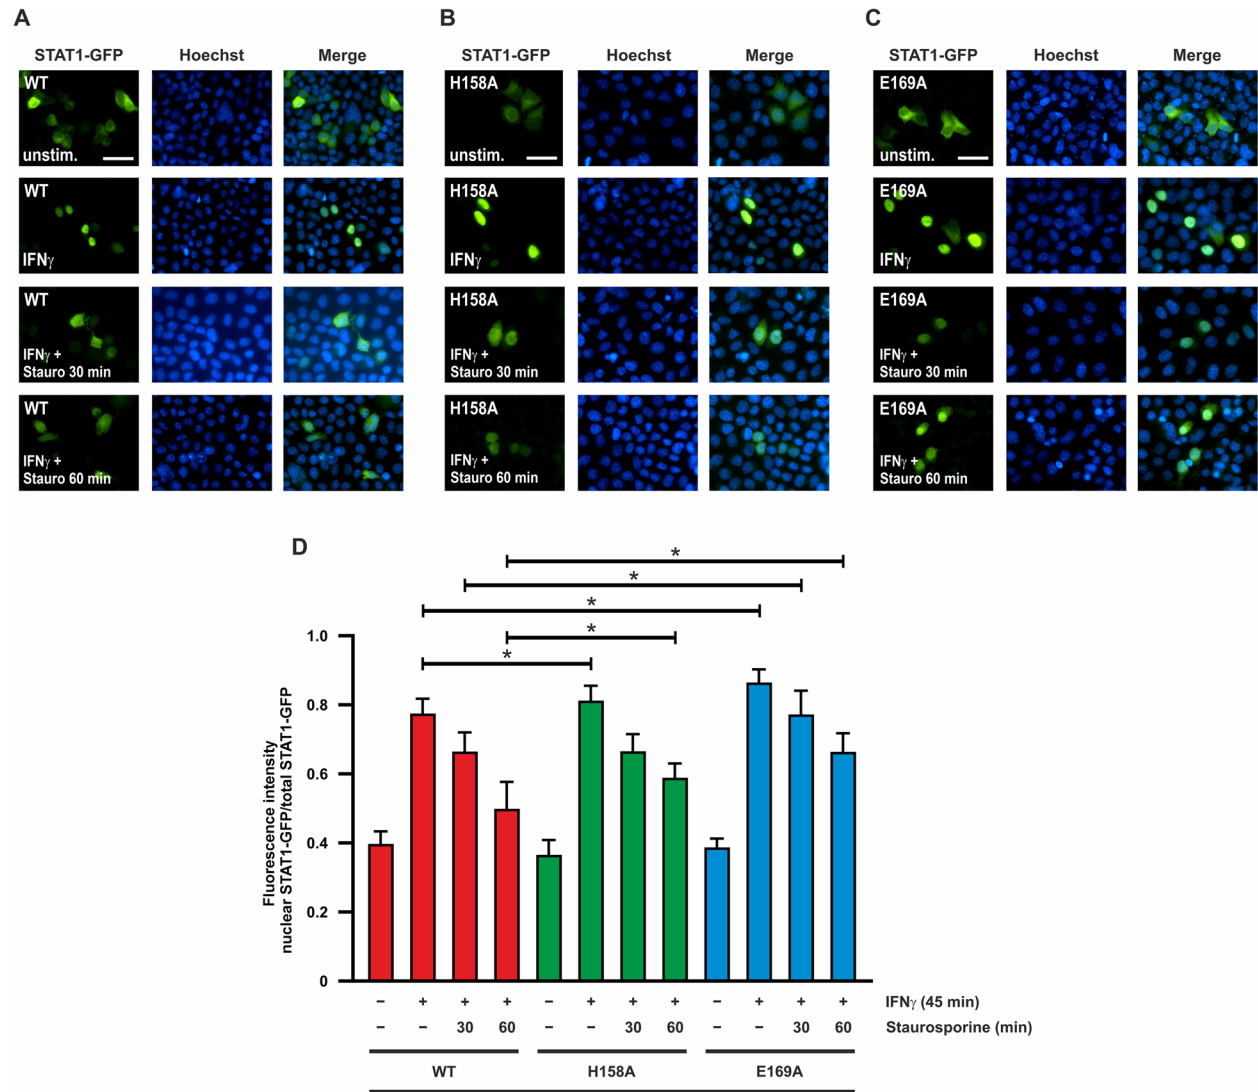 A B C
STAT1-GFP Hoechst Merge STAT1-GFP Hoechst Merge STAT1-GFP Hoechst Merge
WT H158A E169A
unstim. unstim. unstim.
WT H158A E169A
IFNγ IFNγ IFNγ
WT H158A E169A
IFNγ + IFNγ + IFNγ +
Stauro 30 min Stauro 30 min Stauro 30 min
WT H158A E169A
IFNγ + IFNγ + IFNγ +
Stauro 60 min Stauro 60 min Stauro 60 min
D
*
*
*
*
*
Fluorescence intensity
nuclear STAT1-GFP/total STAT1-GFP
1.0
0.8
0.6
0.4
0.2
0
– + + + – + + + – + + + IFNγ (45 min)
– – 30 60 – – 30 60 – – 30 60 Staurosporine (min)
WT H158A E169A